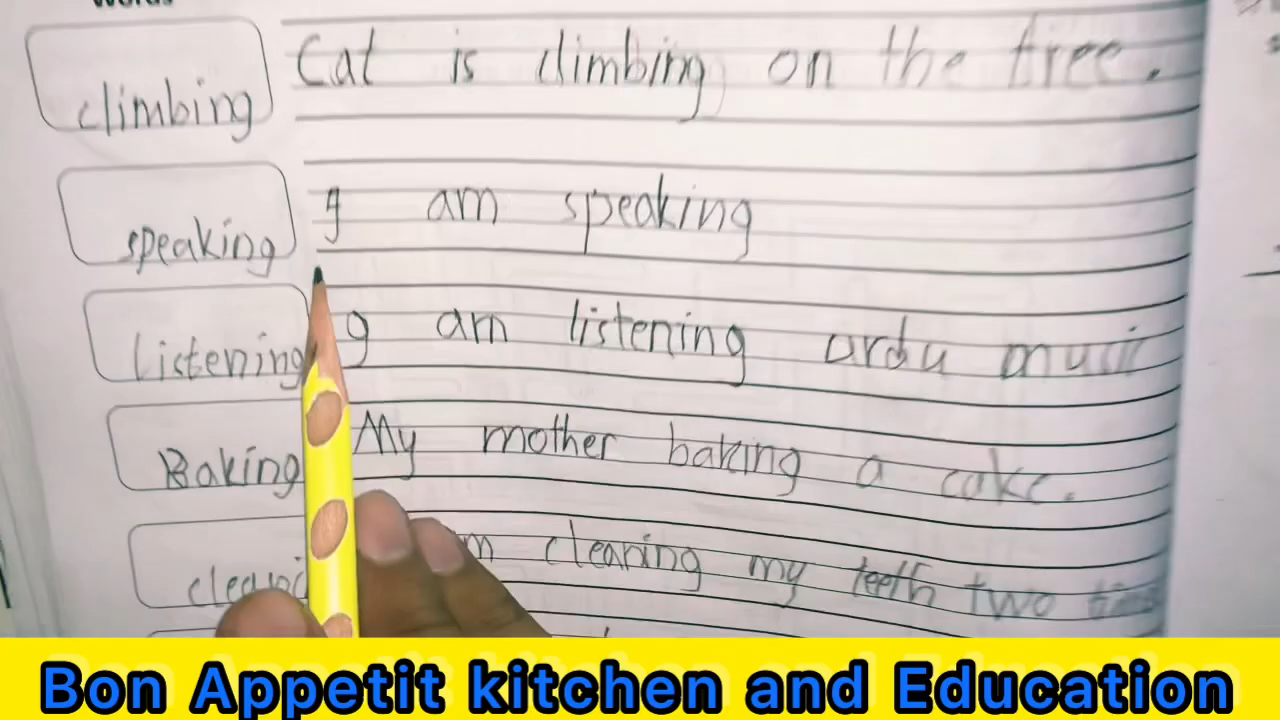 climbing Cat is climbing on the tree.
speaking I am speaking
Listening I am listening urdu music
Baking My mother baking a cake.
cleani m cleaning my teeth two
Bon Appetit kitchen and Education